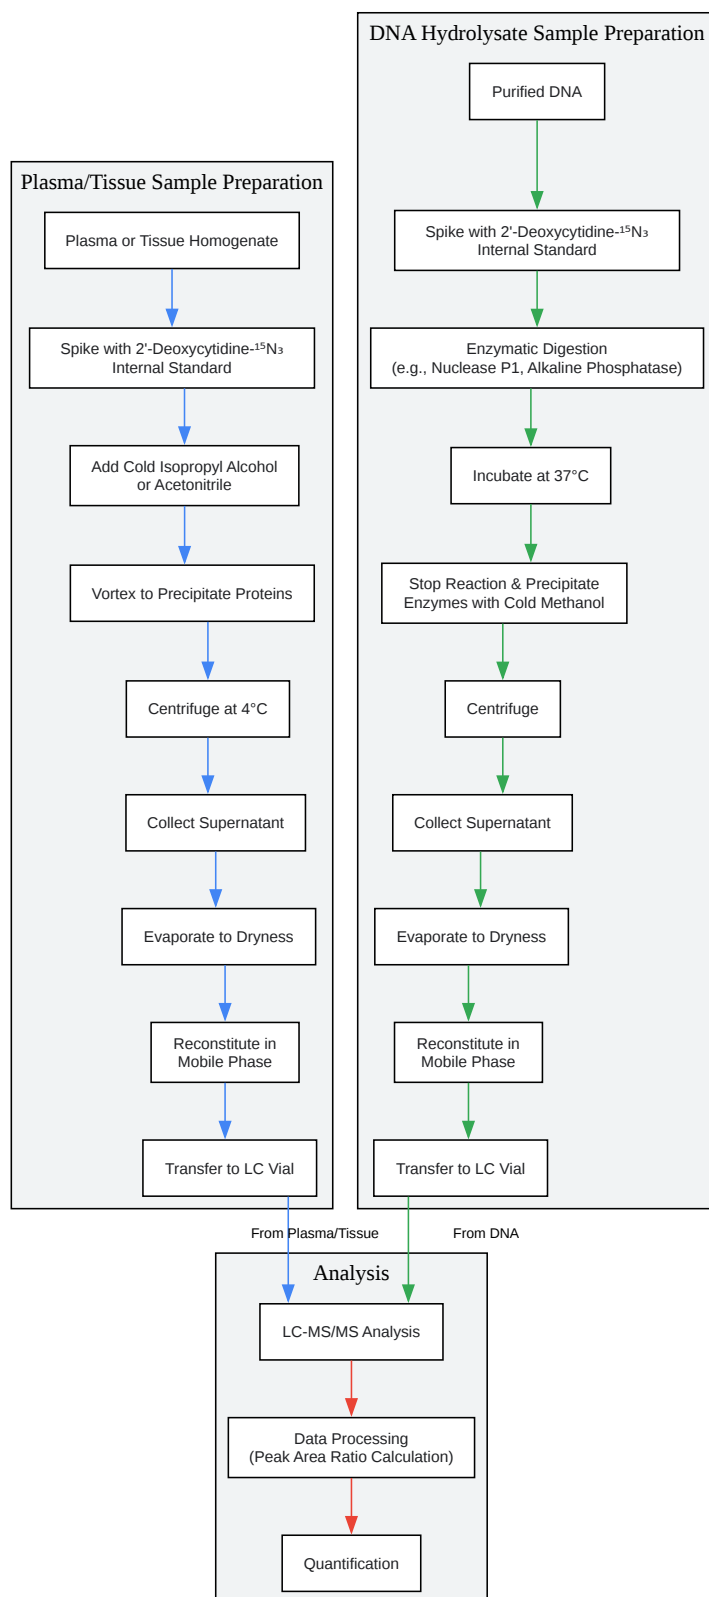 DNA Hydrolysate Sample Preparation
Purified DNA
Spike with 2'-Deoxycytidine-¹⁵N₃
Internal Standard
Enzymatic Digestion
(e.g., Nuclease P1, Alkaline Phosphatase)
Incubate at 37°C
Stop Reaction & Precipitate
Enzymes with Cold Methanol
Centrifuge
Collect Supernatant
Evaporate to Dryness
Reconstitute in
Mobile Phase
Transfer to LC Vial
Plasma/Tissue Sample Preparation
Plasma or Tissue Homogenate
Spike with 2'-Deoxycytidine-¹⁵N₃
Internal Standard
Add Cold Isopropyl Alcohol
or Acetonitrile
Vortex to Precipitate Proteins
Centrifuge at 4°C
Collect Supernatant
Evaporate to Dryness
Reconstitute in
Mobile Phase
Transfer to LC Vial
From Plasma/Tissue
From DNA
Analysis
LC-MS/MS Analysis
Data Processing
(Peak Area Ratio Calculation)
Quantification